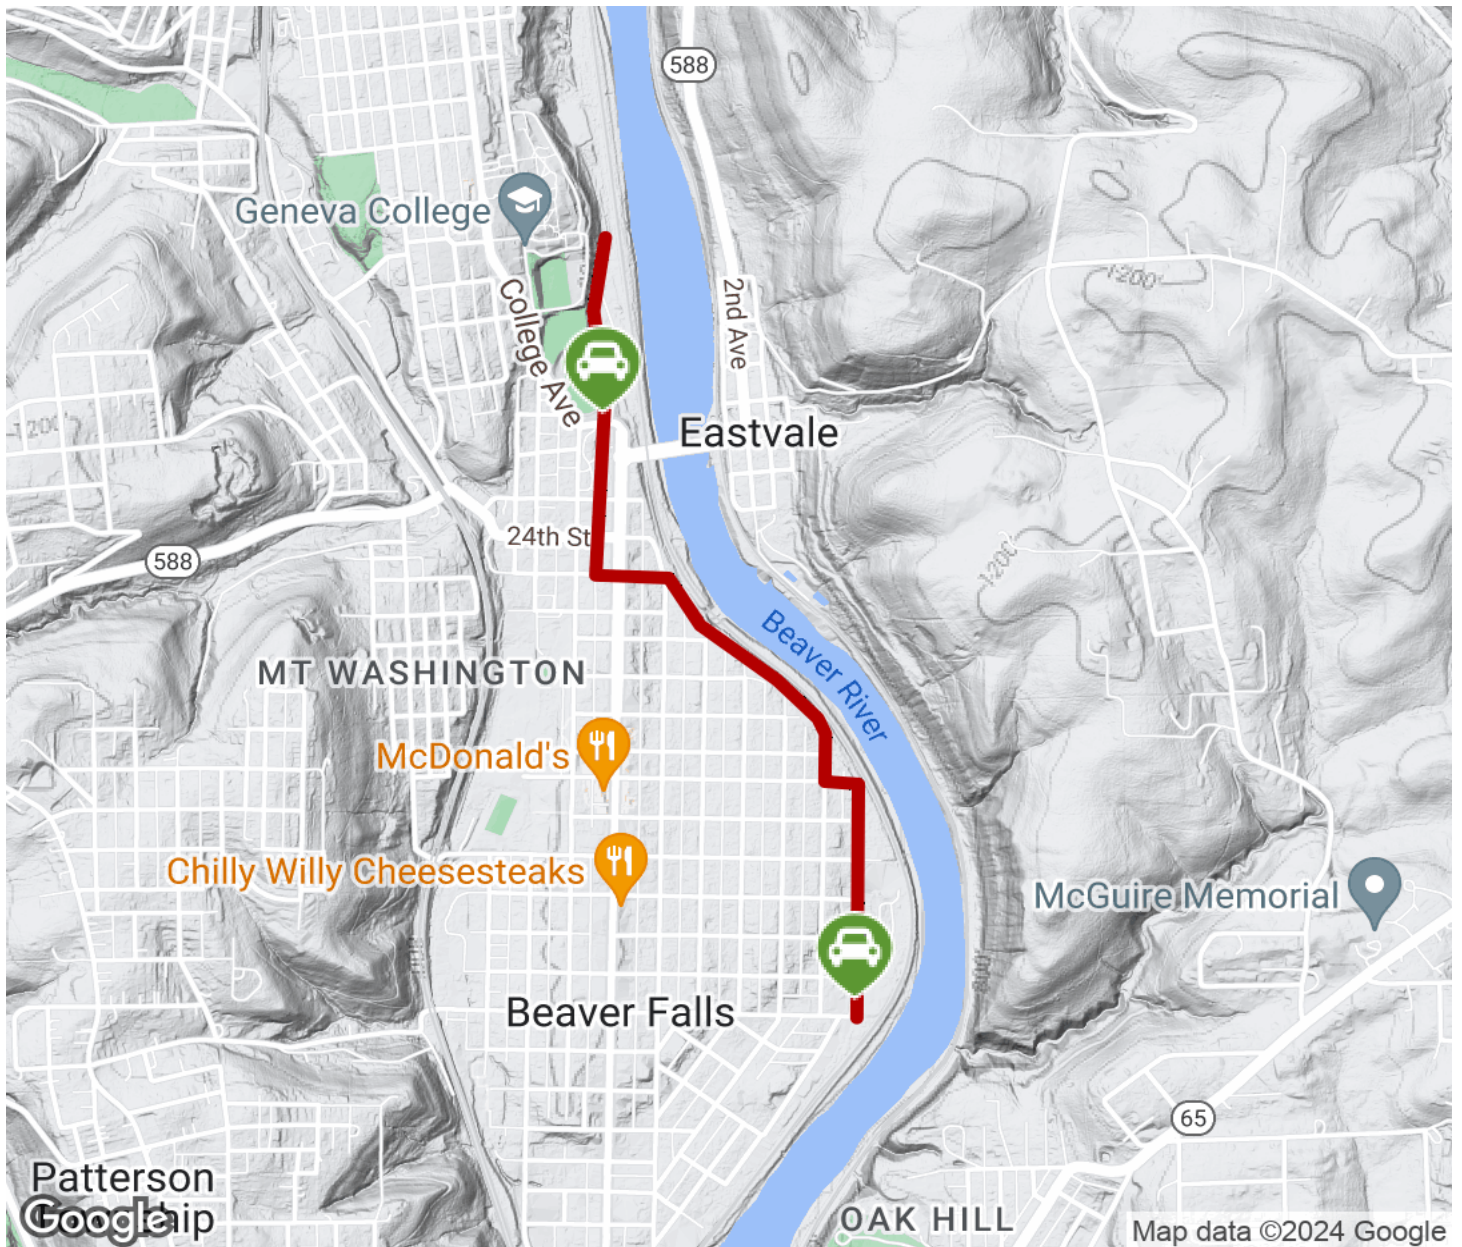 588
Geneva College
College Ave
2nd Ave
1200'
1200'
Eastvale
24th St
588
1200'
Beaver River
MT WASHINGTON
McDonald's
Chilly Willy Cheesesteaks
McGuire Memorial
Beaver Falls
65
Patterson
Google
OAK HILL
Map data ©2024 Google